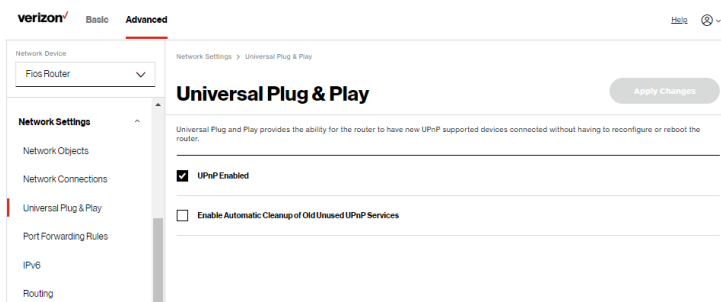 verizon✓
Basic
Advanced
Help
Network Device
Fios Router
Network Settings > Universal Plug & Play
Universal Plug & Play
Apply Changes
Universal Plug and Play provides the ability for the router to have new UPnP supported devices connected without having to reconfigure or reboot the
router.
UPnP Enabled
Enable Automatic Cleanup of Old Unused UPnP Services
Network Settings
Network Objects
Network Connections
Universal Plug & Play
Port Forwarding Rules
IPv6
Routing